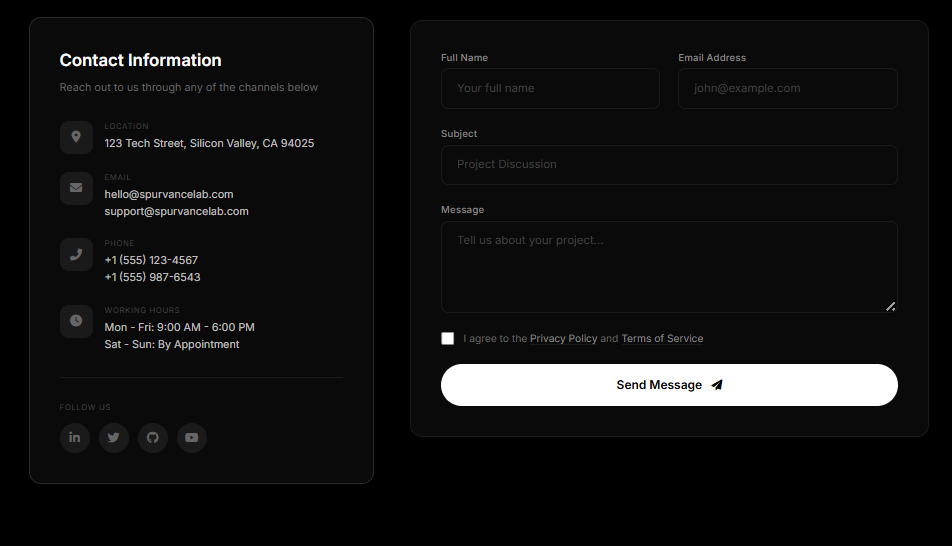 Contact Information
Reach out to us through any of the channels below
LOCATION
123 Tech Street, Silicon Valley, CA 94025
EMAIL
hello@spurvancelab.com
support@spurvancelab.com
PHONE
+1 (555) 123-4567
+1 (555) 987-6543
WORKING HOURS
Mon - Fri: 9:00 AM - 6:00 PM
Sat - Sun: By Appointment
FOLLOW US
in
Full Name
Your full name
Email Address
john@example.com
Subject
Project Discussion
Message
Tell us about your project...
I agree to the Privacy Policy and Terms of Service
Send Message